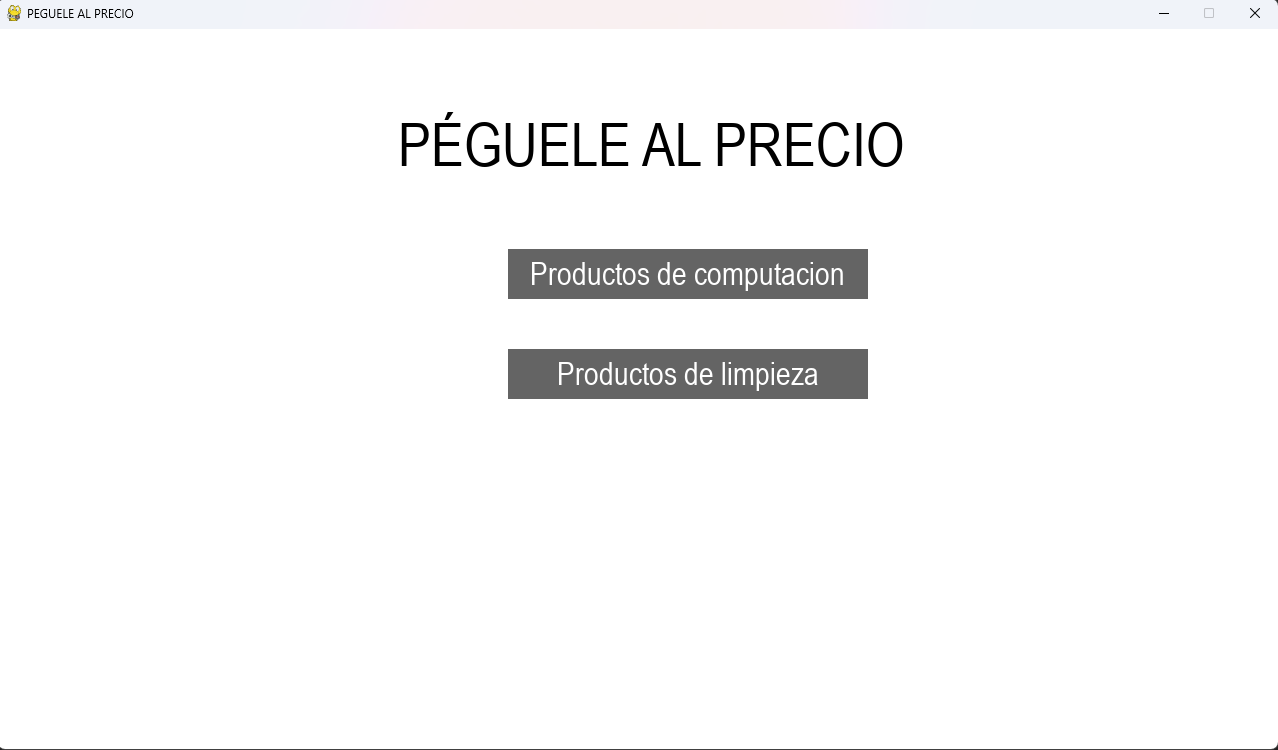 PEGUELE AL PRECIO
PÉGUELE AL PRECIO
Productos de computacion
Productos de limpieza